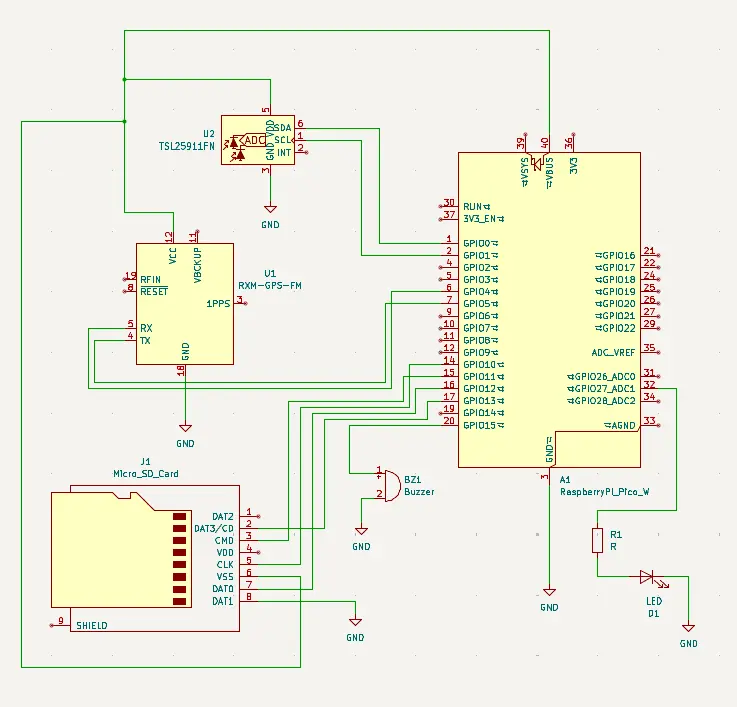 U2
TSL25911FN
ADC
VDD
5
SDA
6
SCL
1
INT
2
GND
3
GND
39
40
36
VSYS
VBUS
3V3
30
RUN
37
3V3_EN
1
GPIO0
2
GPIO1
4
GPIO2
5
GPIO3
6
GPIO4
7
GPIO5
9
GPIO6
10
GPIO7
11
GPIO8
12
GPIO9
14
GPIO10
15
GPIO11
16
GPIO12
17
GPIO13
19
GPIO14
20
GPIO15
GPIO16
21
GPIO17
22
GPIO18
24
GPIO19
25
GPIO20
26
GPIO21
27
GPIO22
29
ADC_VREF
35
GPIO26_ADC0
31
GPIO27_ADC1
32
GPIO28_ADC2
34
AGND
33
GND
3
A1
RaspberryPi_Pico_W
GND
12
11
VCC
VBCKUP
U1
RXM-GPS-FM
19
RFIN
8
RESET
1PPS
3
5
RX
4
TX
GND
18
GND
J1
Micro_SD_Card
DAT2
1
DAT3/CD
2
CMD
3
VDD
4
CLK
5
VSS
6
DAT0
7
DAT1
8
9
SHIELD
GND
1
+
2
BZ1
Buzzer
GND
R1
R
LED
D1
GND